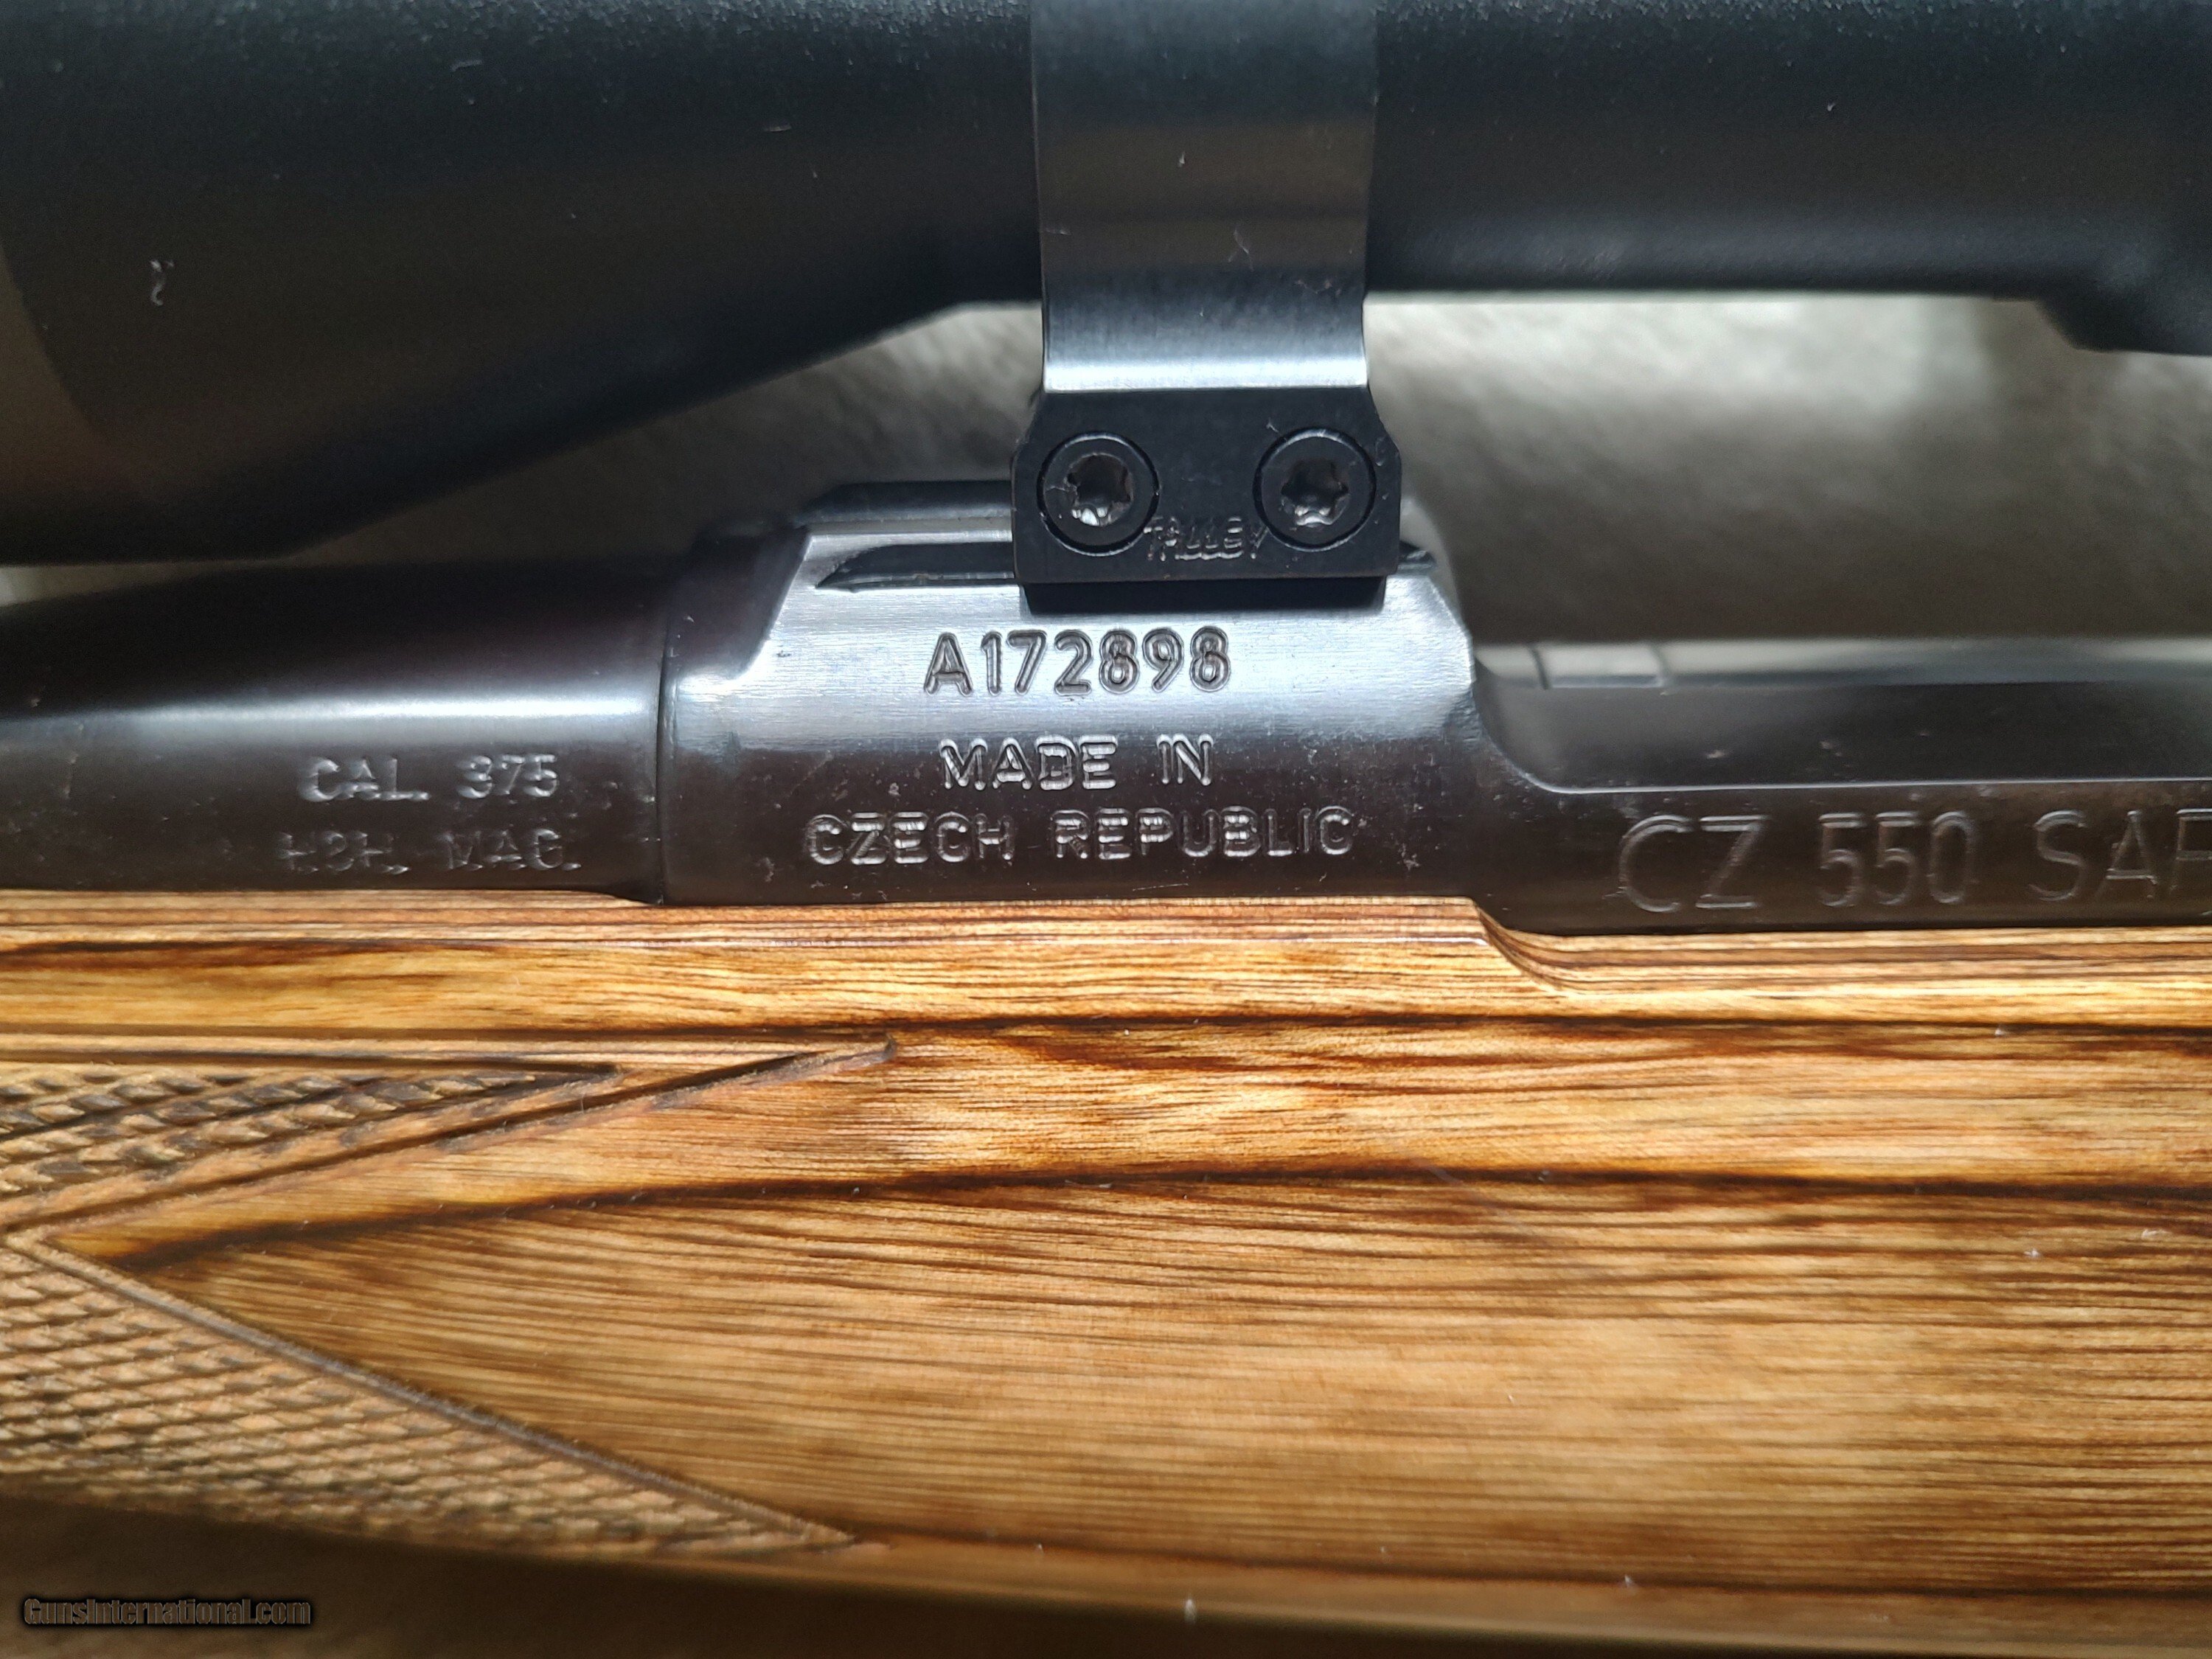 TALLEY
A172898
MADE IN
CZECH REPUBLIC
CAL. 375
H&H. MAG.
CZ 550 SAF
GunsInternational.com